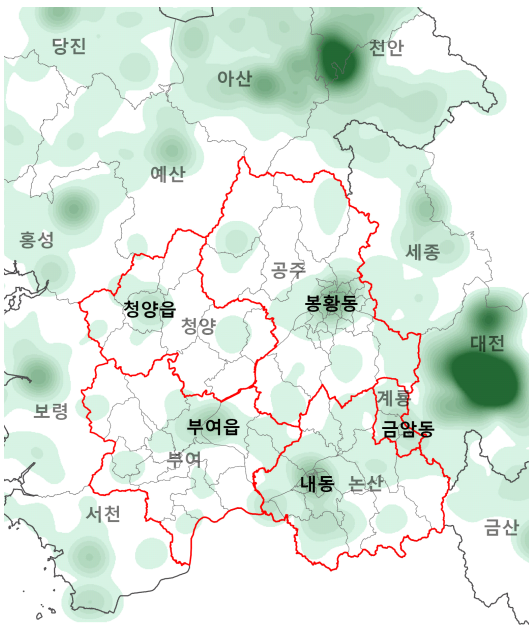 당진
천안
아산
예산
홍성
세종
공주
청양읍
봉황동
청양
대전
계룡
보령
부여읍
금암동
부여
내동
논산
서천
금산